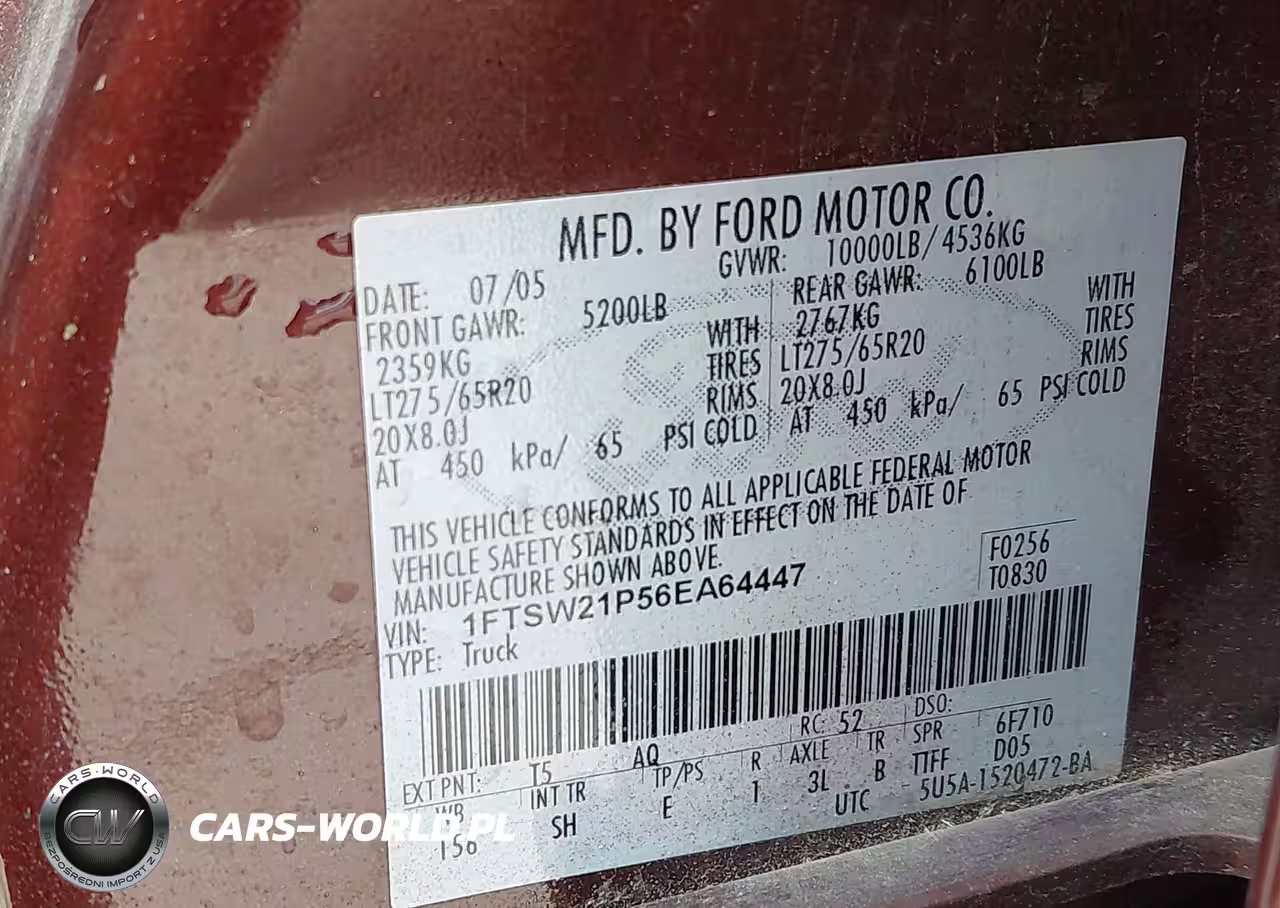 MFD. BY FORD MOTOR CO.
DATE: 07/05 GVWR: 10000LB/4536KG
FRONT GAWR: 5200LB REAR GAWR: 6100LB
2359KG WITH 2767KG WITH
LT275/65R20 TIRES LT275/65R20 TIRES
20X8.0J RIMS 20X8.0J RIMS
AT 450 kPa/ 65 PSI COLD AT 450 kPa/ 65 PSI COLD
THIS VEHICLE CONFORMS TO ALL APPLICABLE FEDERAL MOTOR
VEHICLE SAFETY STANDARDS IN EFFECT ON THE DATE OF
MANUFACTURE SHOWN ABOVE.
VIN: 1FTSW21P56EA64447
TYPE: Truck
F0256
T0830
EXT PNT: T5 AQ RC: 52 DSO:
WB INT TR TP/PS R AXLE TR SPR 6F710
156 SH E 1 3L B TIFF D05
UTC 5U5A-1520472-BA
CARS-WORLD
CW
BEZPOŚREDNI IMPORT Z USA
CARS-WORLD.PL